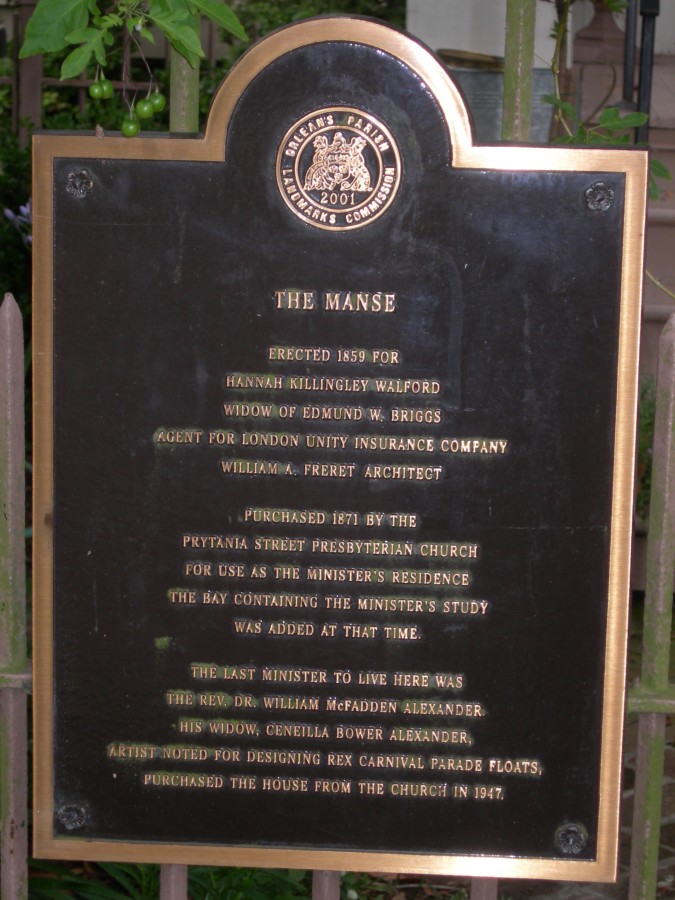 ORLEANS PARISH
LANDMARKS COMMISSION
2001
THE MANSE
ERECTED 1859 FOR
HANNAH KILLINGLEY WALFORD
WIDOW OF EDMUND W. BRIGGS
AGENT FOR LONDON UNITY INSURANCE COMPANY
WILLIAM A. FRERET ARCHITECT
PURCHASED 1871 BY THE
PRYTANIA STREET PRESBYTERIAN CHURCH
FOR USE AS THE MINISTER'S RESIDENCE
THE BAY CONTAINING THE MINISTER'S STUDY
WAS ADDED AT THAT TIME.
THE LAST MINISTER TO LIVE HERE WAS
THE REV. DR. WILLIAM McFADDEN ALEXANDER.
HIS WIDOW, CENEILLA BOWER ALEXANDER,
ARTIST NOTED FOR DESIGNING REX CARNIVAL PARADE FLOATS,
PURCHASED THE HOUSE FROM THE CHURCH IN 1947.